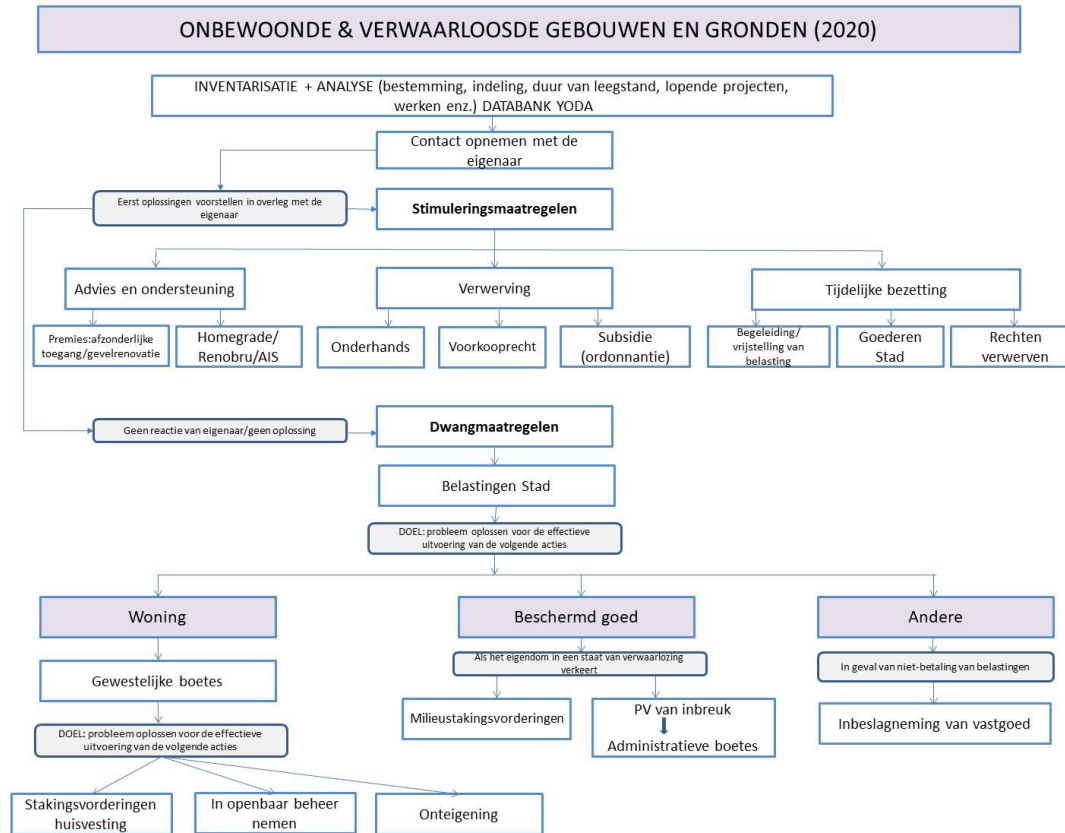 ONBEWOONDE & VERWAARLOOSDE GEBOUWEN EN GRONDEN (2020)
INVENTARISATIE + ANALYSE (bestemming, indeling, duur van leegstand, lopende projecten,
werken enz.) DATABANK YODA
Contact opnemen met de
eigenaar
Eerst oplossingen voorstellen in overleg met de
eigenaar
Stimuleringsmaatregelen
Advies en ondersteuning
Verwerving
Tijdelijke bezetting
Premies:afzonderlijke
toegang/gevelrenovatie
Homegrade/
Renobru/AIS
Onderhands
Voorkooprecht
Subsidie
(ordonnantie)
Begeleiding/
vrijstelling van
belasting
Goederen
Stad
Rechten
verwerven
Geen reactie van eigenaar/geen oplossing
Dwangmaatregelen
Belastingen Stad
DOEL: probleem oplossen voor de effectieve
uitvoering van de volgende acties
Woning
Beschermd goed
Andere
Gewestelijke boetes
Als het eigendom in een staat van verwaarlozing
verkeert
In geval van niet-betaling van belastingen
Milieustakingsvorderingen
PV van inbreuk
Administratieve boetes
Inbeslagneming van vastgoed
DOEL: probleem oplossen voor de effectieve
uitvoering van de volgende acties
Stakingsvorderingen
huisvesting
In openbaar beheer
nemen
Onteigening